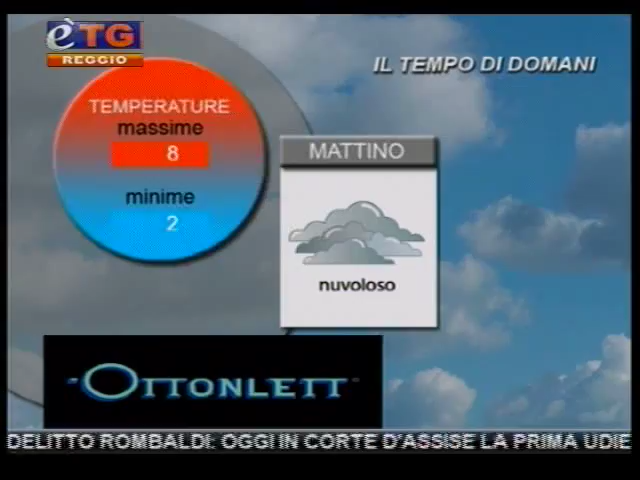 èTG
REGGIO
IL TEMPO DI DOMANI
TEMPERATURE
massime
8
minime
2
MATTINO
nuvoloso
OTTONLETT
DELITTO ROMBALDI: OGGI IN CORTE D'ASSISE LA PRIMA UDIE